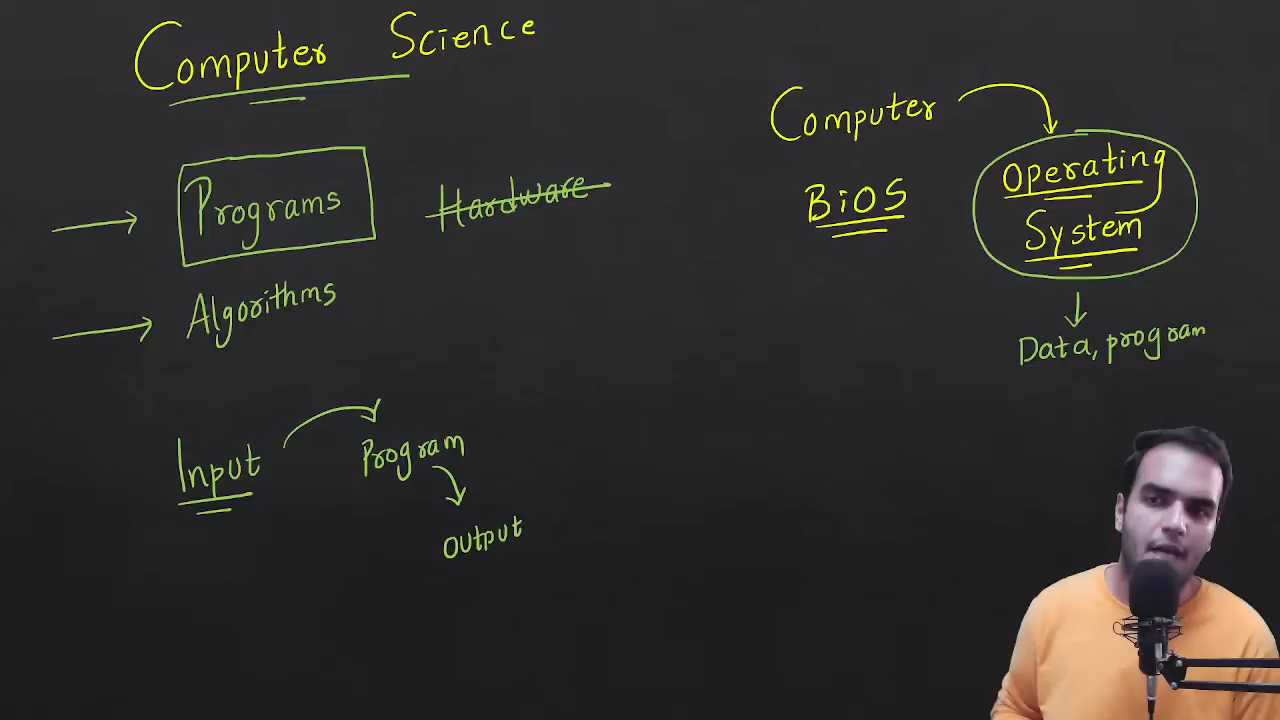 Computer Science
Programs
Hardware
Algorithms
Input
Program
output
Computer
BiOS
Operating
System
Data, program